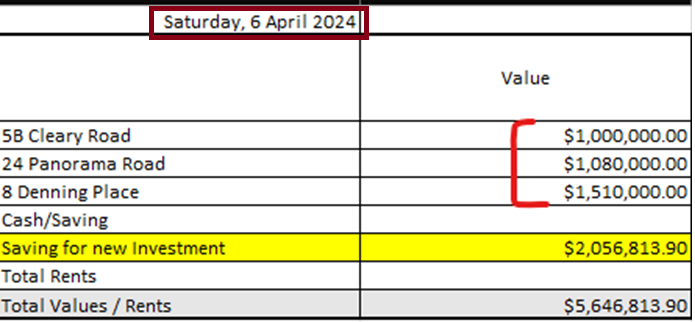 Saturday, 6 April 2024
Value
5B Cleary Road $1,000,000.00
24 Panorama Road $1,080,000.00
8 Denning Place $1,510,000.00
Cash/Saving
Saving for new Investment $2,056,813.90
Total Rents
Total Values / Rents $5,646,813.90